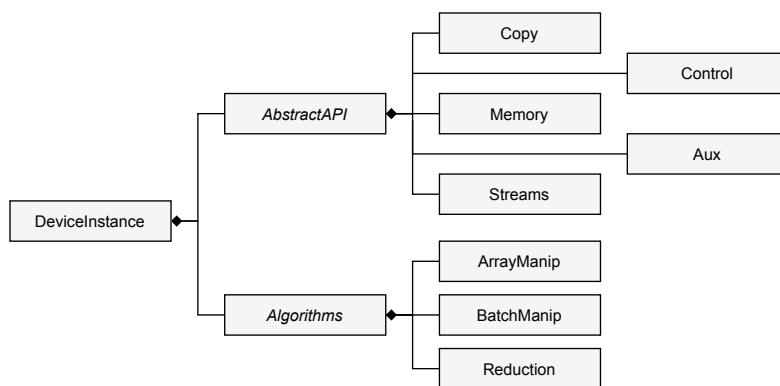 Copy
Control
AbstractAPI
Memory
Aux
Streams
DeviceInstance
ArrayManip
Algorithms
BatchManip
Reduction